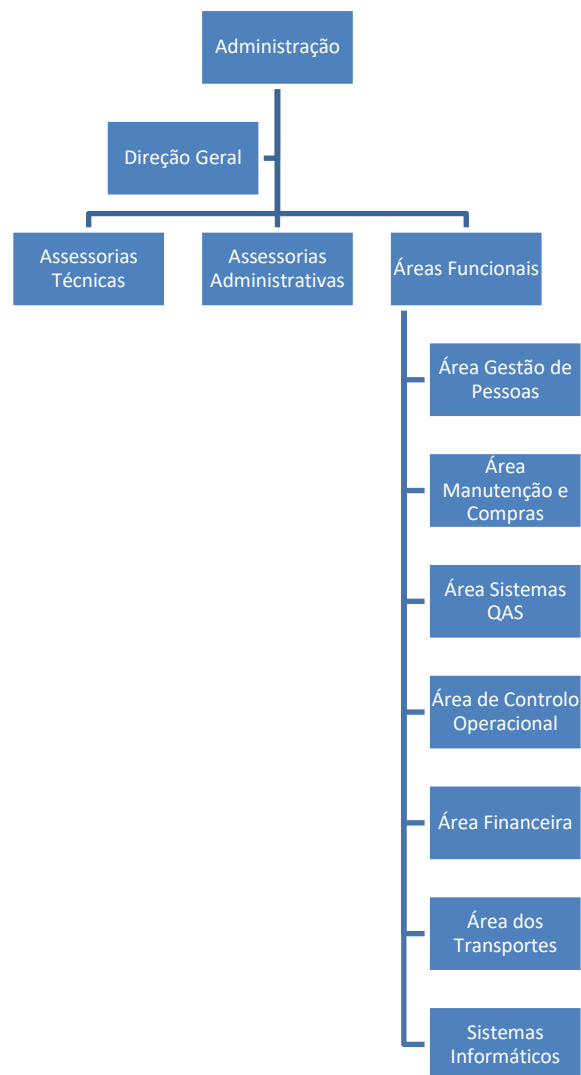 Administração
Direção Geral
Assessorias
Técnicas
Assessorias
Administrativas
Áreas Funcionais
Área Gestão de
Pessoas
Área
Manutenção e
Compras
Área Sistemas
QAS
Área de Controlo
Operacional
Área Financeira
Área dos
Transportes
Sistemas
Informáticos